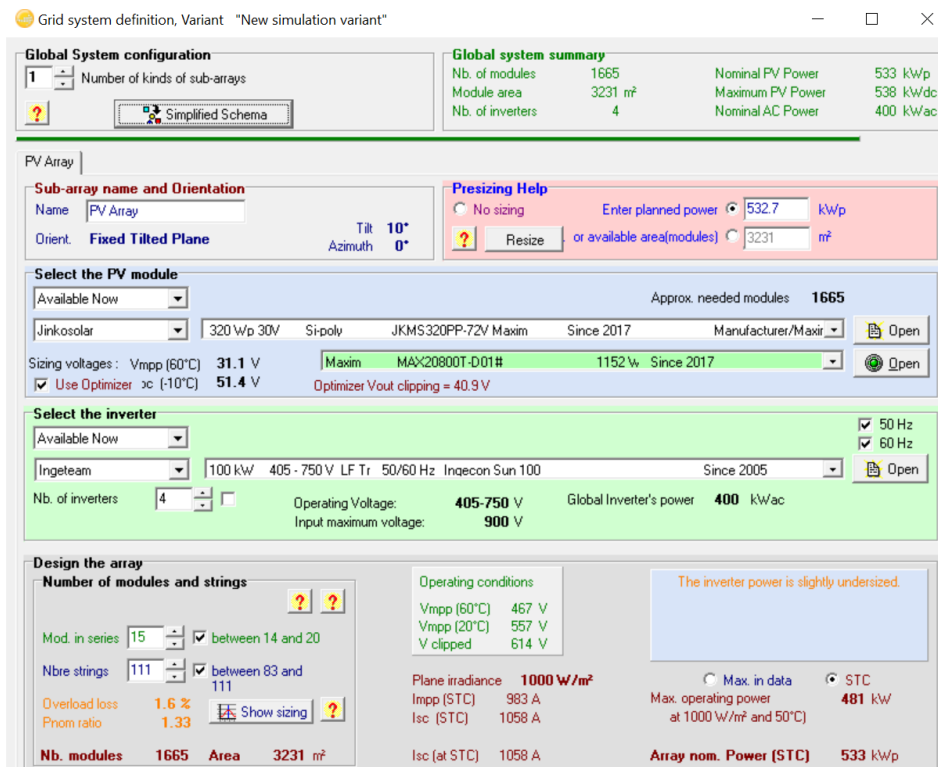 Grid system definition, Variant "New simulation variant"
Global System configuration
1 Number of kinds of sub-arrays
? Simplified Schema
Global system summary
Nb. of modules 1665 Nominal PV Power 533 kWp
Module area 3231 m² Maximum PV Power 538 kWdc
Nb. of inverters 4 Nominal AC Power 400 kWac
PV Array
Sub-array name and Orientation
Name PV Array
Orient. Fixed Tilted Plane
Tilt 10°
Azimuth 0°
Presizing Help
No sizing Enter planned power 532.7 kWp
? Resize or available area(modules) 3231 m²
Select the PV module
Available Now Approx. needed modules 1665
Jinkosolar 320 Wp 30V Si-poly JKMS320PP-72V Maxim Since 2017 Manufacturer/Maxir Open
Sizing voltages : Vmpp (60°C) 31.1 V Maxim MAX20800T-D01# 1152 W Since 2017 Open
Use Optimizer oc (-10°C) 51.4 V Optimizer Vout clipping = 40.9 V
Select the inverter
Available Now 50 Hz
60 Hz
Ingeteam 100 kW 405 - 750 V LF Tr 50/60 Hz Ingecon Sun 100 Since 2005 Open
Nb. of inverters 4 Operating Voltage: 405-750 V Global Inverter's power 400 kWac
Input maximum voltage: 900 V
Design the array
Number of modules and strings
? ?
Mod. in series 15 between 14 and 20
Nbre strings 111 between 83 and
111
Overload loss 1.6 %
Pnom ratio 1.33
Show sizing ?
Nb. modules 1665 Area 3231 m²
Operating conditions
Vmpp (60°C) 467 V
Vmpp (20°C) 557 V
V clipped 614 V
Plane irradiance 1000 W/m²
Impp (STC) 983 A
Isc (STC) 1058 A
Isc (at STC) 1058 A
The inverter power is slightly undersized.
Max. in data STC
Max. operating power 481 kW
at 1000 W/m² and 50°C)
Array nom. Power (STC) 533 kWp